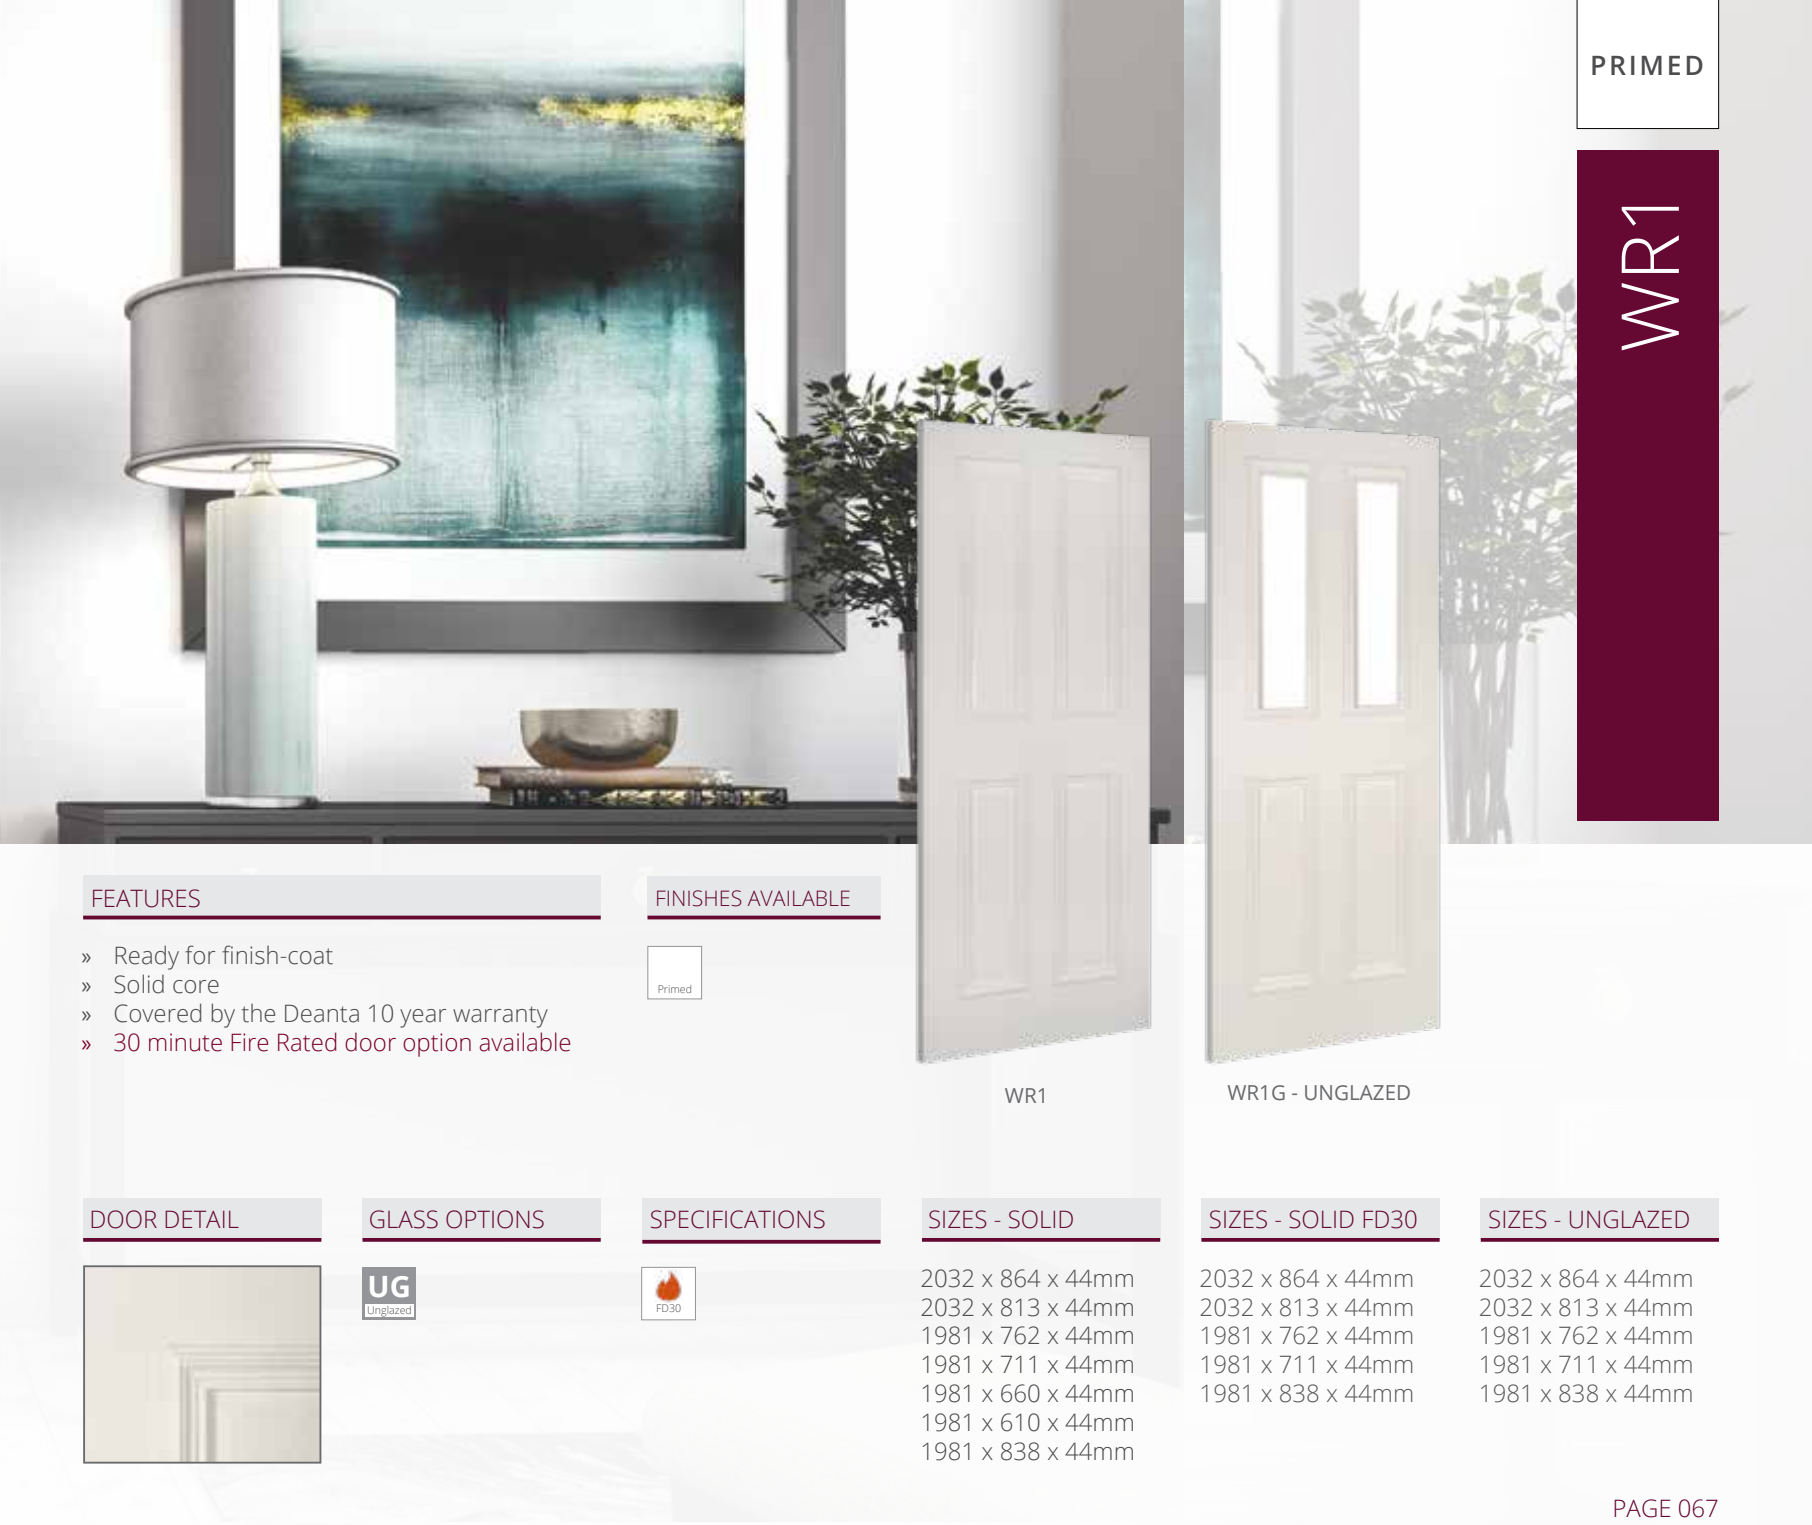 PRIMED
WR1
FEATURES
» Ready for finish-coat
» Solid core
» Covered by the Deanta 10 year warranty
» 30 minute Fire Rated door option available
FINISHES AVAILABLE
Primed
WR1
WR1G - UNGLAZED
DOOR DETAIL
GLASS OPTIONS
UG
Unglazed
SPECIFICATIONS
FD30
SIZES - SOLID
2032 x 864 x 44mm
2032 x 813 x 44mm
1981 x 762 x 44mm
1981 x 711 x 44mm
1981 x 660 x 44mm
1981 x 610 x 44mm
1981 x 838 x 44mm
SIZES - SOLID FD30
2032 x 864 x 44mm
2032 x 813 x 44mm
1981 x 762 x 44mm
1981 x 711 x 44mm
1981 x 838 x 44mm
SIZES - UNGLAZED
2032 x 864 x 44mm
2032 x 813 x 44mm
1981 x 762 x 44mm
1981 x 711 x 44mm
1981 x 838 x 44mm
PAGE 067